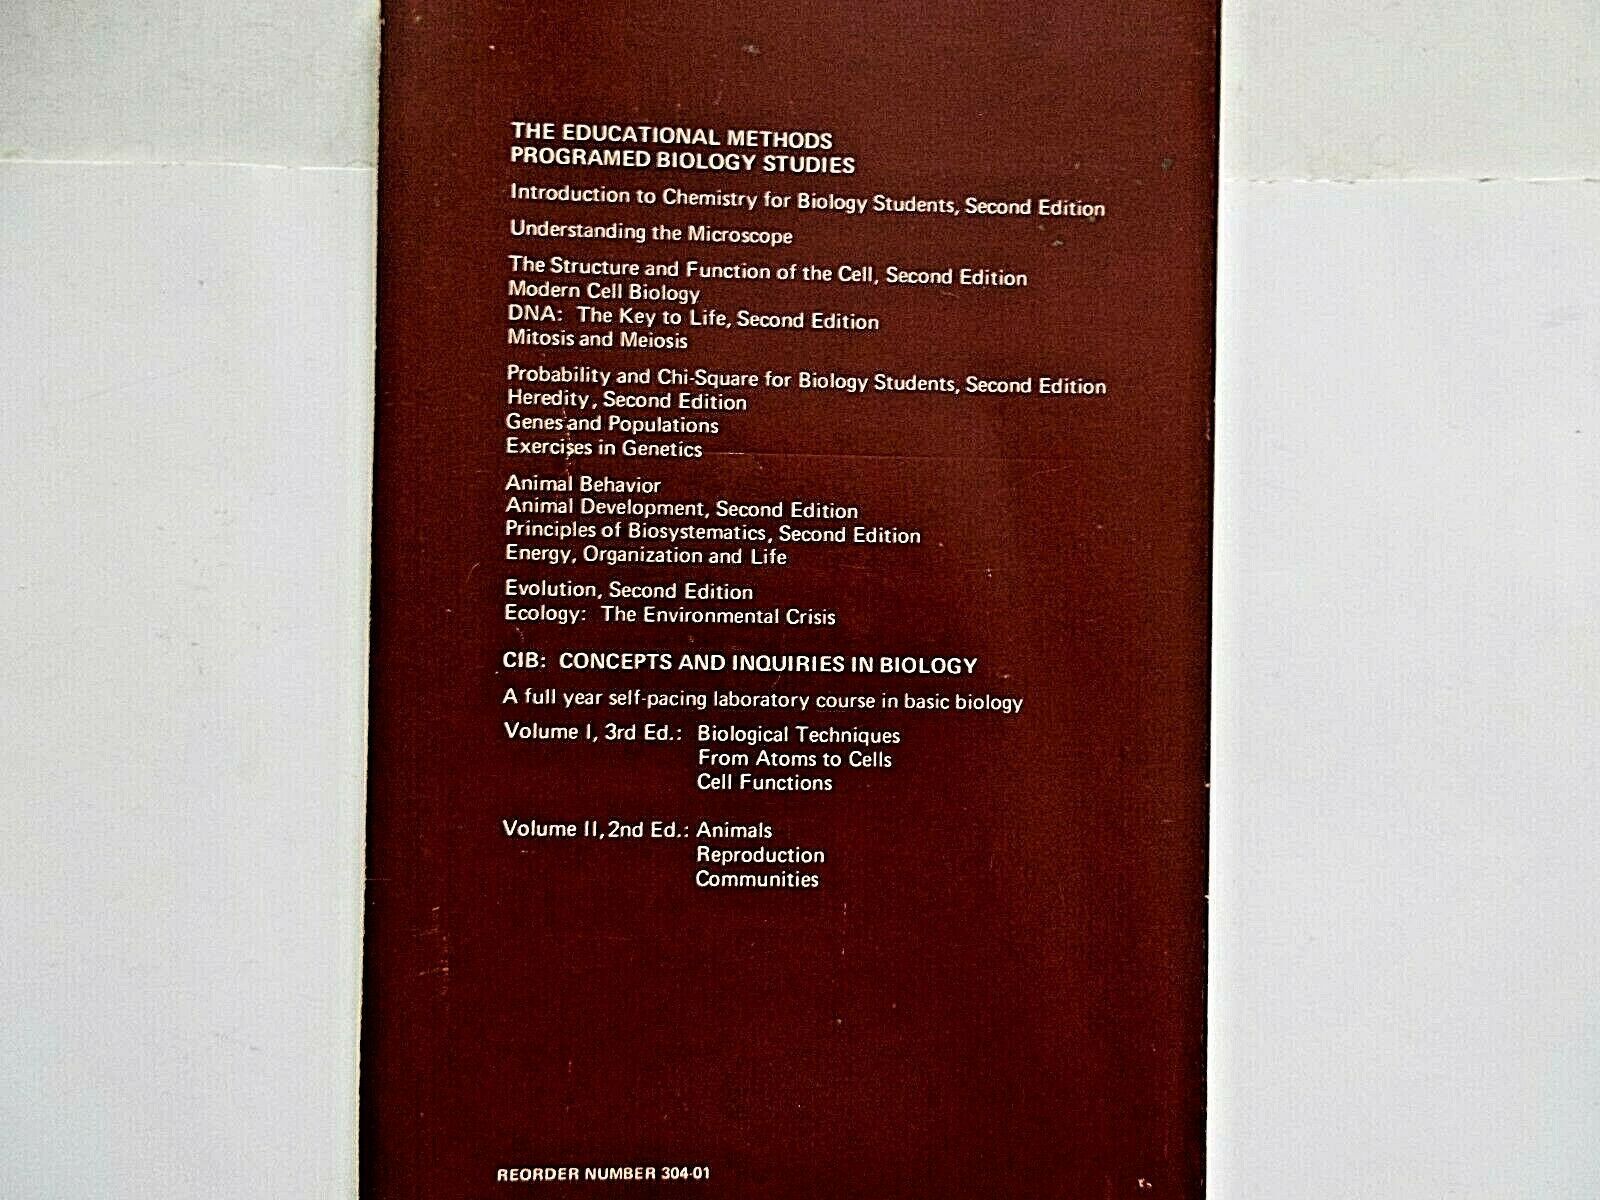 THE EDUCATIONAL METHODS
PROGRAMED BIOLOGY STUDIES
Introduction to Chemistry for Biology Students, Second Edition
Understanding the Microscope
The Structure and Function of the Cell, Second Edition
Modern Cell Biology
DNA: The Key to Life, Second Edition
Mitosis and Meiosis
Probability and Chi-Square for Biology Students, Second Edition
Heredity, Second Edition
Genes and Populations
Exercises in Genetics
Animal Behavior
Animal Development, Second Edition
Principles of Biosystematics, Second Edition
Energy, Organization and Life
Evolution, Second Edition
Ecology: The Environmental Crisis
CIB: CONCEPTS AND INQUIRIES IN BIOLOGY
A full year self-pacing laboratory course in basic biology
Volume I, 3rd Ed.: Biological Techniques
From Atoms to Cells
Cell Functions
Volume II, 2nd Ed.: Animals
Reproduction
Communities
REORDER NUMBER 304-01